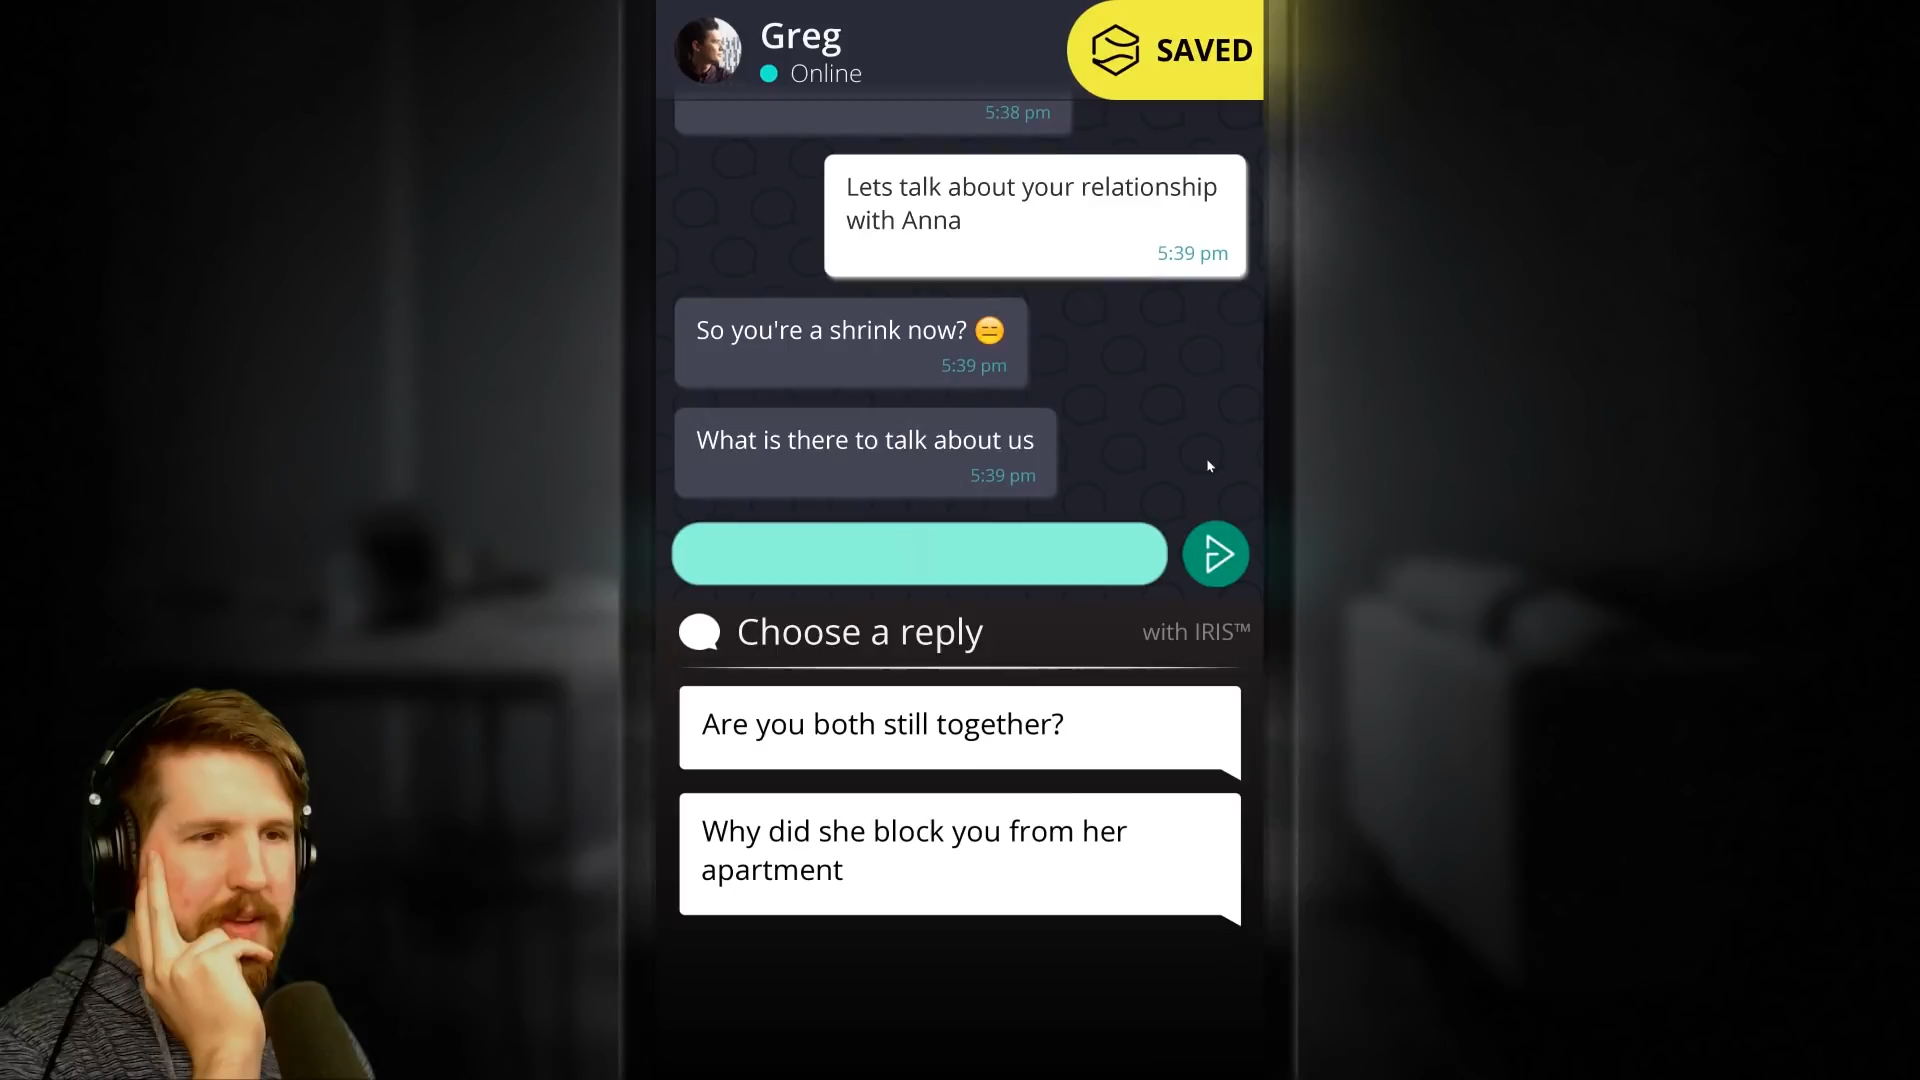 Greg
Online
SAVED
5:38 pm
Lets talk about your relationship
with Anna
5:39 pm
So you're a shrink now? 😑
5:39 pm
What is there to talk about us
5:39 pm
Choose a reply
with IRIS™
Are you both still together?
Why did she block you from her
apartment